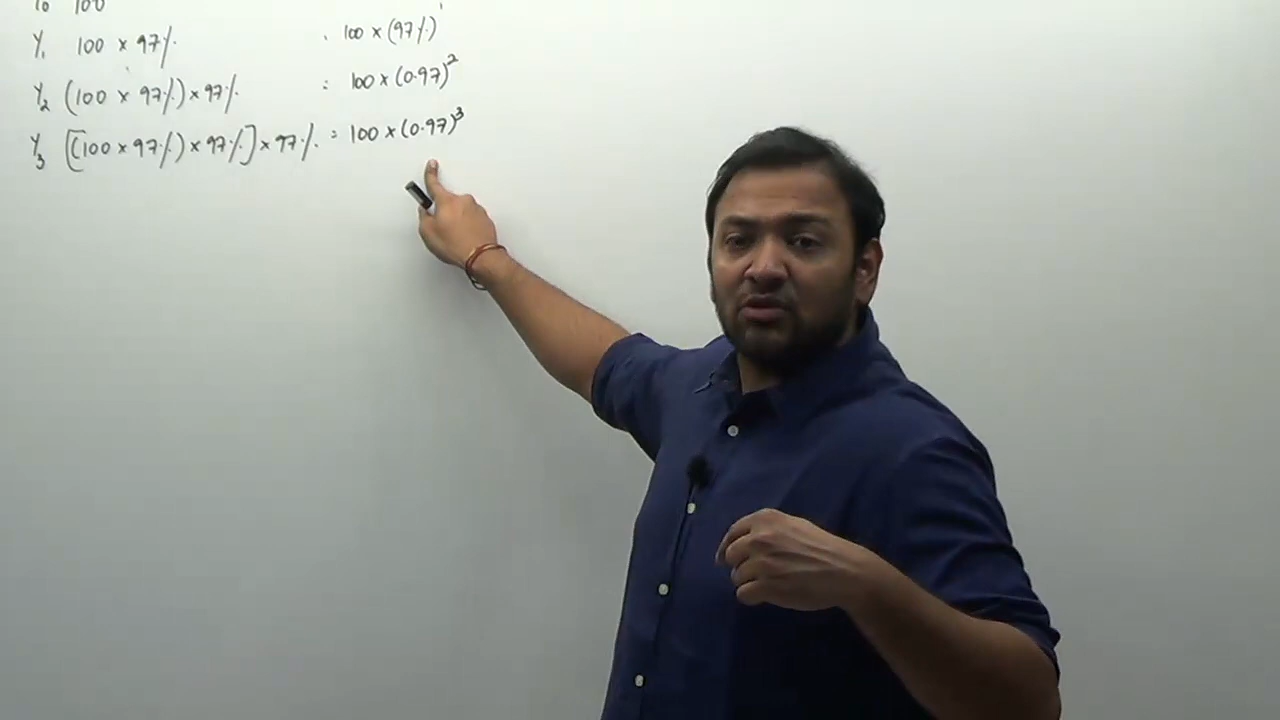 Y0 100
Y1 100 × 97% = 100 × (97%)¹
Y2 (100 × 97%) × 97% = 100 × (0.97)²
Y3 [(100 × 97%) × 97%] × 97% = 100 × (0.97)³